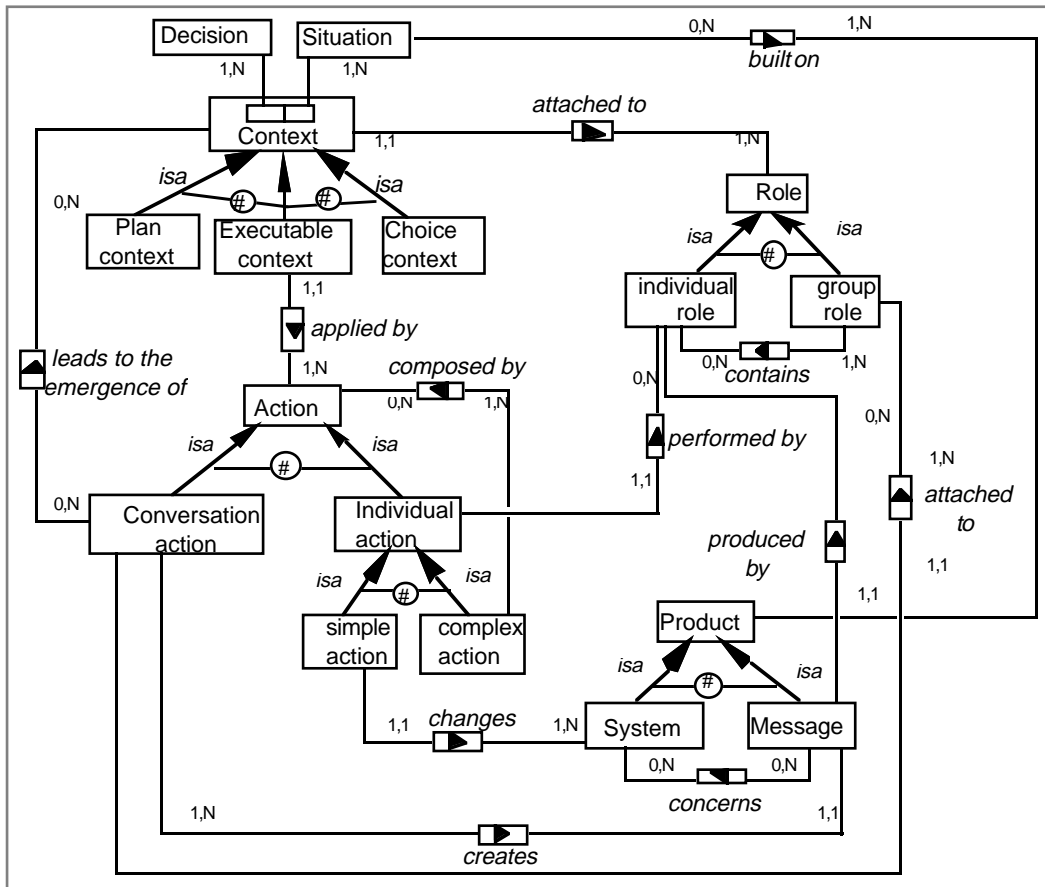 Decision
Situation
0,N
1,N
built on
1,N
1,N
attached to
Context
1,1
1,N
isa
isa
#
#
Role
0,N
Plan
context
Executable
context
Choice
context
isa
isa
#
1,1
individual
role
group
role
applied by
leads to the
emergence of
0,N
1,N
contains
1,N
composed by
0,N
1,N
0,N
0,N
Action
isa
isa
#
performed by
1,1
1,N
attached
to
0,N
Conversation
action
Individual
action
produced
by
1,1
isa
isa
#
1,1
simple
action
complex
action
Product
isa
isa
#
changes
1,1
1,N
System
Message
0,N
0,N
concerns
1,N
1,1
creates